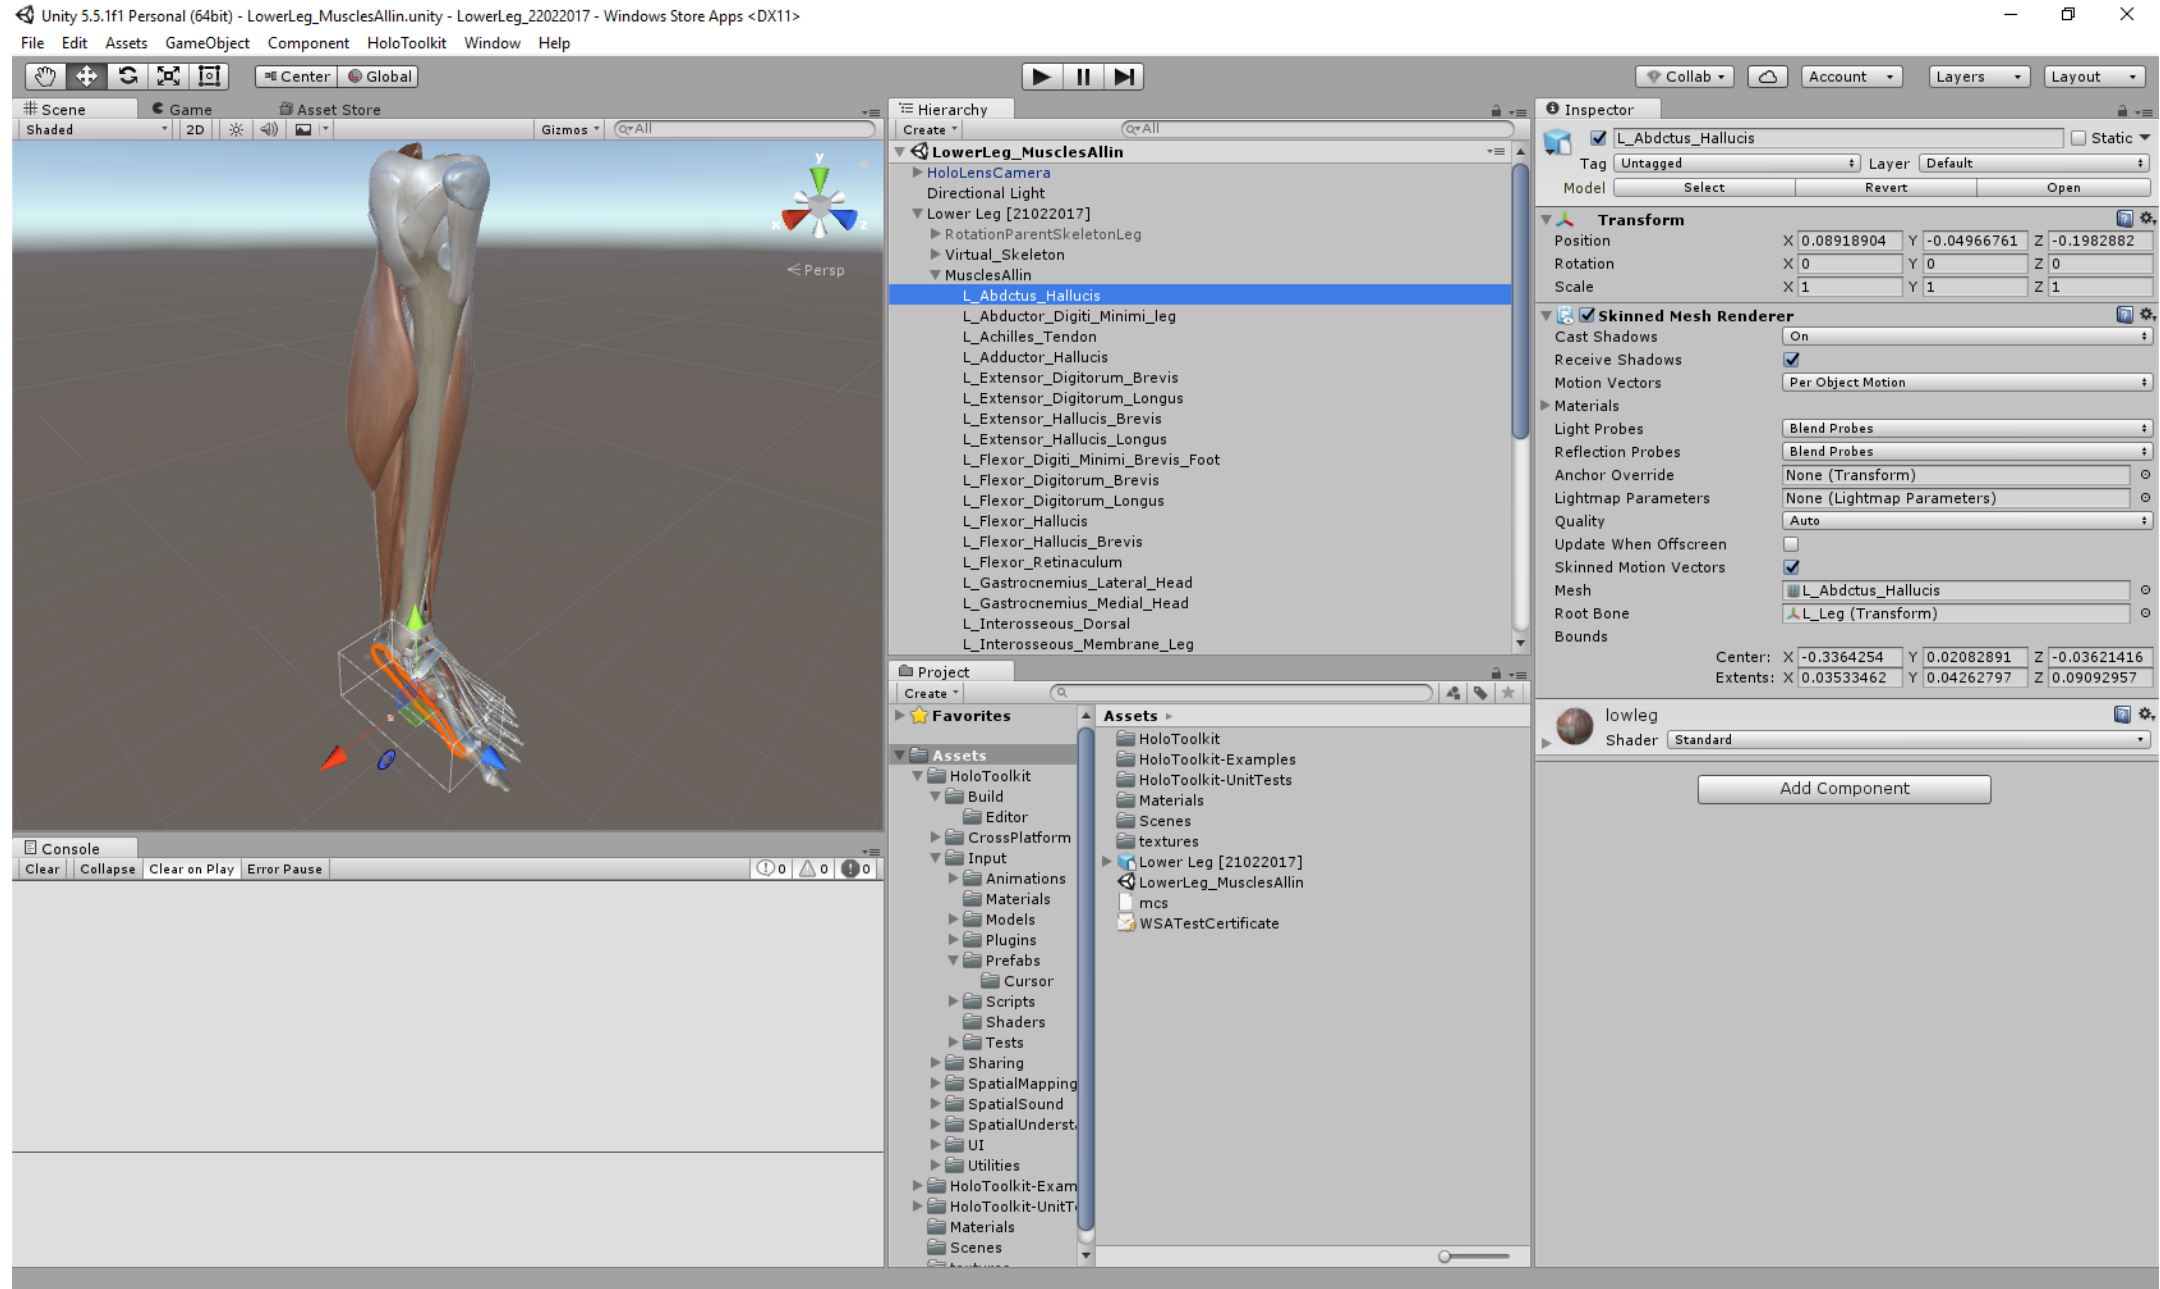 Unity 5.5.1f1 Personal (64bit) - LowerLeg_MusclesAllin.unity - LowerLeg_22022017 - Windows Store Apps <DX11>
File Edit Assets GameObject Component HoloToolkit Window Help
Center Global Collab Account Layers Layout
Scene Game Asset Store
Shaded 2D Gizmos All
y
x z
Persp
Console
Clear Collapse Clear on Play Error Pause 0 0 0
Hierarchy
Create All
LowerLeg_MusclesAllin
HoloLensCamera
Directional Light
Lower Leg [21022017]
RotationParentSkeletonLeg
Virtual_Skeleton
MusclesAllin
L_Abdctus_Hallucis
L_Abductor_Digiti_Minimi_leg
L_Achilles_Tendon
L_Adductor_Hallucis
L_Extensor_Digitorum_Brevis
L_Extensor_Digitorum_Longus
L_Extensor_Hallucis_Brevis
L_Extensor_Hallucis_Longus
L_Flexor_Digiti_Minimi_Brevis_Foot
L_Flexor_Digitorum_Brevis
L_Flexor_Digitorum_Longus
L_Flexor_Hallucis
L_Flexor_Hallucis_Brevis
L_Flexor_Retinaculum
L_Gastrocnemius_Lateral_Head
L_Gastrocnemius_Medial_Head
L_Interosseous_Dorsal
L_Interosseous_Membrane_Leg
Project
Create
Favorites
Assets
HoloToolkit
Build
Editor
CrossPlatform
Input
Animations
Materials
Models
Plugins
Prefabs
Cursor
Scripts
Shaders
Tests
Sharing
SpatialMapping
SpatialSound
SpatialUnderst
UI
Utilities
HoloToolkit-Exam
HoloToolkit-UnitT
Materials
Scenes
Assets
HoloToolkit
HoloToolkit-Examples
HoloToolkit-UnitTests
Materials
Scenes
textures
Lower Leg [21022017]
LowerLeg_MusclesAllin
mcs
WSATestCertificate
Inspector
L_Abdctus_Hallucis Static
Tag Untagged Layer Default
Model Select Revert Open
Transform
Position X 0.08918904 Y -0.04966761 Z -0.1982882
Rotation X 0 Y 0 Z 0
Scale X 1 Y 1 Z 1
Skinned Mesh Renderer
Cast Shadows On
Receive Shadows
Motion Vectors Per Object Motion
Materials
Light Probes Blend Probes
Reflection Probes Blend Probes
Anchor Override None (Transform)
Lightmap Parameters None (Lightmap Parameters)
Quality Auto
Update When Offscreen
Skinned Motion Vectors
Mesh L_Abdctus_Hallucis
Root Bone L_Leg (Transform)
Bounds
Center: X -0.3364254 Y 0.02082891 Z -0.03621416
Extents: X 0.03533462 Y 0.04262797 Z 0.09092957
lowleg
Shader Standard
Add Component